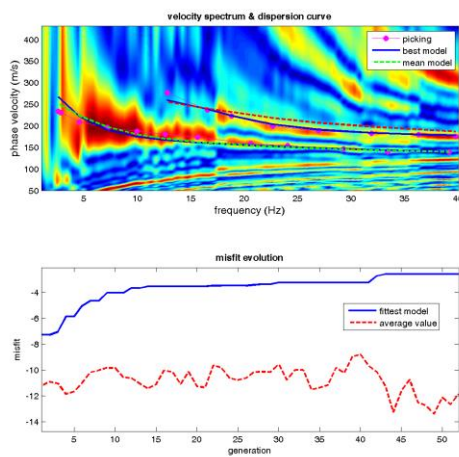 velocity spectrum & dispersion curve
phase velocity (m/s)
400
350
300
250
200
150
100
50
picking
best model
mean model
5 10 15 20 25 30 35 40
frequency (Hz)
misfit evolution
misfit
-4
-6
-8
-10
-12
-14
fittest model
average value
5 10 15 20 25 30 35 40 45 50
generation